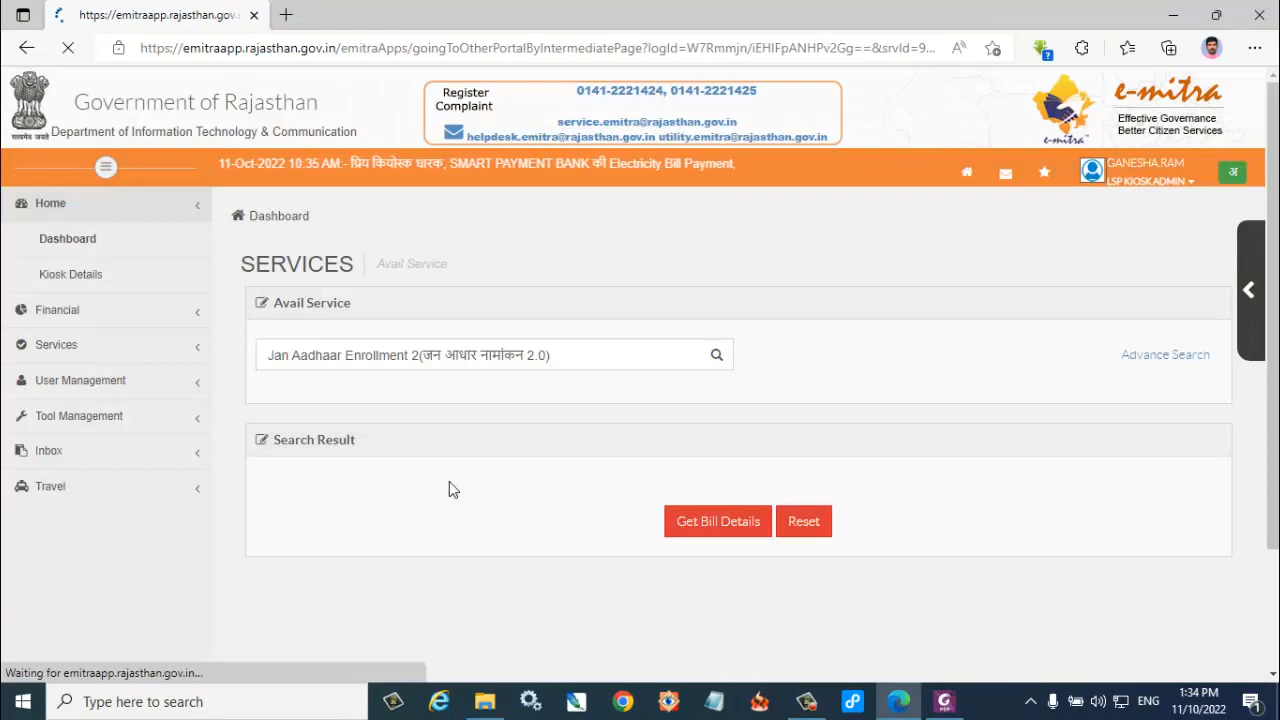 https://emitraapp.rajasthan.gov.
https://emitraapp.rajasthan.gov.in/emitraApps/goingToOtherPortalByIntermediatePage?logId=W7Rmmjn/iEHIFpANHPv2Gg==&srvId=9...
सत्यमेव जयते
Government of Rajasthan
Department of Information Technology & Communication
Register Complaint
0141-2221424, 0141-2221425
service.emitra@rajasthan.gov.in
helpdesk.emitra@rajasthan.gov.in utility.emitra@rajasthan.gov.in
e-mitra
e-mitra
Effective Governance
Better Citizen Services
11-Oct-2022 10:35 AM:- प्रिय कियोस्क धारक, SMART PAYMENT BANK की Electricity Bill Payment,
GANESHA.RAM
LSP KIOSKADMIN
अ
Home
Dashboard
Kiosk Details
Financial
Services
User Management
Tool Management
Inbox
Travel
Dashboard
SERVICES
Avail Service
Avail Service
Jan Aadhaar Enrollment 2(जन आधार नामांकन 2.0)
Advance Search
Search Result
Get Bill Details
Reset
Waiting for emitraapp.rajasthan.gov.in...
Type here to search
ENG
1:34 PM
11/10/2022